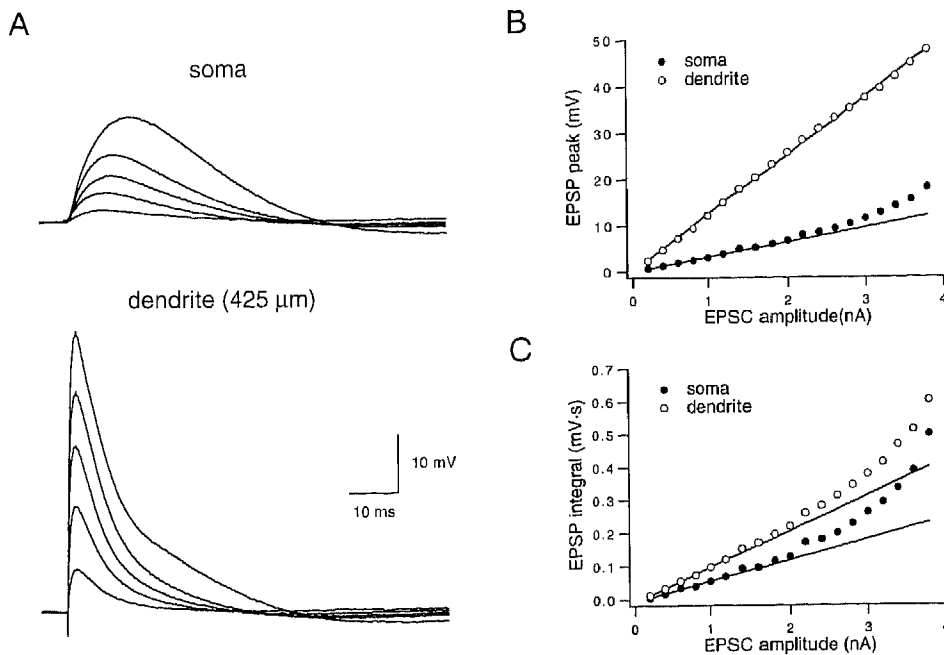 A
soma
dendrite (425 μm)
10 mV
10 ms
B
soma
dendrite
EPSP peak (mV)
50
40
30
20
10
0
0
1
2
3
4
EPSC amplitude(nA)
C
soma
dendrite
EPSP integral (mV·s)
0.7
0.6
0.5
0.4
0.3
0.2
0.1
0.0
0
1
2
3
4
EPSC amplitude (nA)